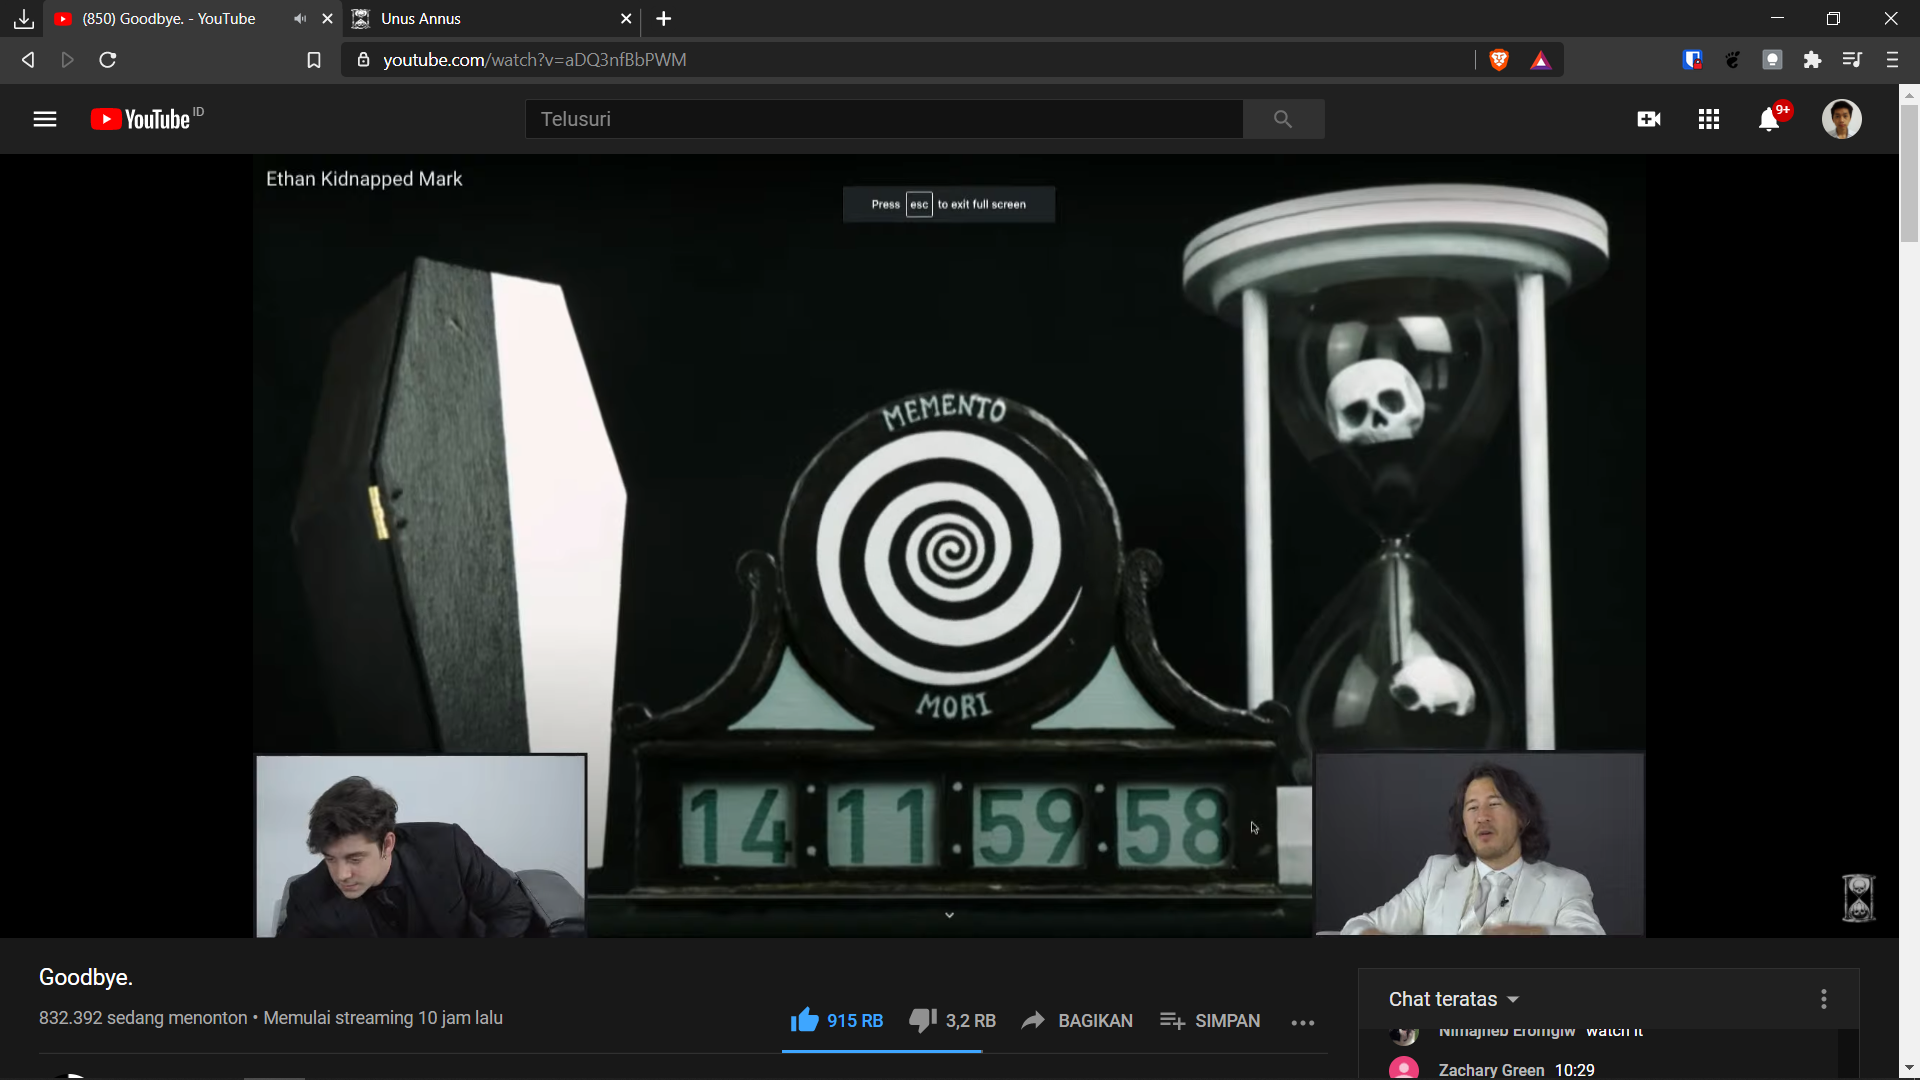 (850) Goodbye. - YouTube
Unus Annus
youtube.com/watch?v=aDQ3nfBbPWM
YouTube ID
Telusuri
9+
Ethan Kidnapped Mark
Press esc to exit full screen
MEMENTO
MORI
14:11:59:58
Goodbye.
832.392 sedang menonton • Memulai streaming 10 jam lalu
915 RB
3,2 RB
BAGIKAN
SIMPAN
Chat teratas
watch it
Zachary Green 10:29